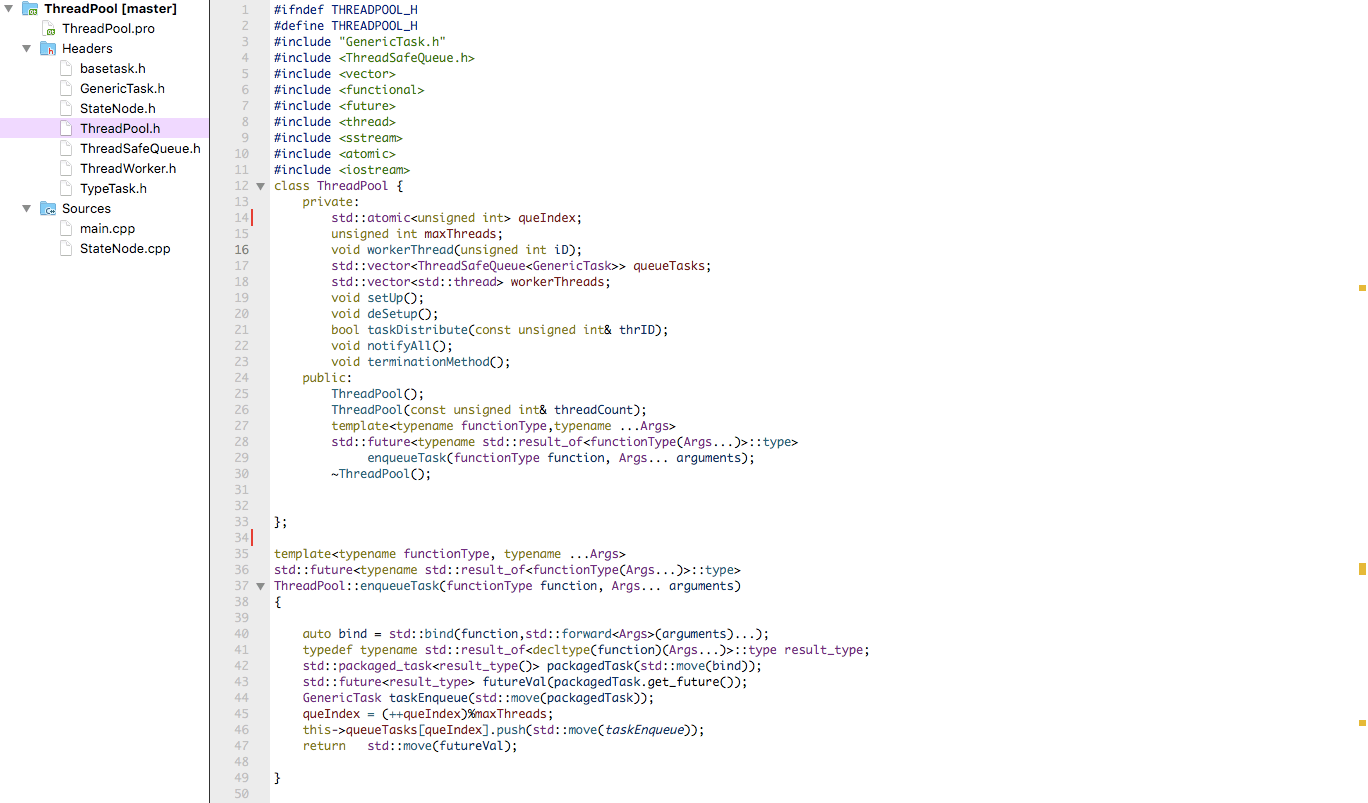 ThreadPool [master]
ThreadPool.pro
Headers
basetask.h
GenericTask.h
StateNode.h
ThreadPool.h
ThreadSafeQueue.h
ThreadWorker.h
TypeTask.h
Sources
main.cpp
StateNode.cpp
1 #ifndef THREADPOOL_H
2 #define THREADPOOL_H
3 #include "GenericTask.h"
4 #include <ThreadSafeQueue.h>
5 #include <vector>
6 #include <functional>
7 #include <future>
8 #include <thread>
9 #include <sstream>
10 #include <atomic>
11 #include <iostream>
12 class ThreadPool {
13     private:
14         std::atomic<unsigned int> queIndex;
15         unsigned int maxThreads;
16         void workerThread(unsigned int iD);
17         std::vector<ThreadSafeQueue<GenericTask>> queueTasks;
18         std::vector<std::thread> workerThreads;
19         void setUp();
20         void deSetup();
21         bool taskDistribute(const unsigned int& thrID);
22         void notifyAll();
23         void terminationMethod();
24     public:
25         ThreadPool();
26         ThreadPool(const unsigned int& threadCount);
27         template<typename functionType,typename ...Args>
28         std::future<typename std::result_of<functionType(Args...)>::type>
29              enqueueTask(functionType function, Args... arguments);
30         ~ThreadPool();
31
32
33 };
34
35 template<typename functionType, typename ...Args>
36 std::future<typename std::result_of<functionType(Args...)>::type>
37 ThreadPool::enqueueTask(functionType function, Args... arguments)
38 {
39
40     auto bind = std::bind(function,std::forward<Args>(arguments)...);
41     typedef typename std::result_of<decltype(function)(Args...)>::type result_type;
42     std::packaged_task<result_type()> packagedTask(std::move(bind));
43     std::future<result_type> futureVal(packagedTask.get_future());
44     GenericTask taskEnqueue(std::move(packagedTask));
45     queIndex = (++queIndex)%maxThreads;
46     this->queueTasks[queIndex].push(std::move(taskEnqueue));
47     return   std::move(futureVal);
48
49 }
50